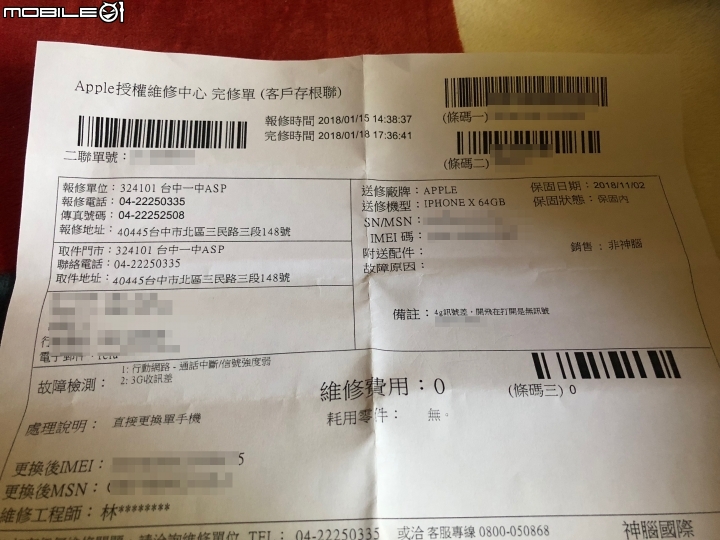 MOBILE01
Apple授權維修中心 完修單 (客戶存根聯)
報修時間 2018/01/15 14:38:37
完修時間 2018/01/18 17:36:41
(條碼一)
二聯單號：
(條碼二)
報修單位：324101 台中一中ASP
報修電話：04-22250335
傳真號碼：04-22252508
報修地址：40445台中市北區三民路三段148號
取件門市：324101 台中一中ASP
聯絡電話：04-22250335
取件地址：40445台中市北區三民路三段148號
送修廠牌：APPLE
保固日期：2018/11/02
送修機型：IPHONE X 64GB
保固狀態：保固內
SN/MSN：
IMEI 碼：
附送配件：
銷售：非神腦
故障原因：
備註：4g訊號差，開飛在打開是無訊號
行
電子郵件：
故障檢測：
1: 行動網路 - 通話中斷/信號強度弱
2: 3G收訊差
維修費用：0
(條碼三) 0
耗用零件： 無。
處理說明： 直接更換單手機
更換後IMEI： 5
更換後MSN：
維修工程師：林********
請洽詢維修單位 TEL： 04-22250335 或洽 客服專線 0800-050868
神腦國際